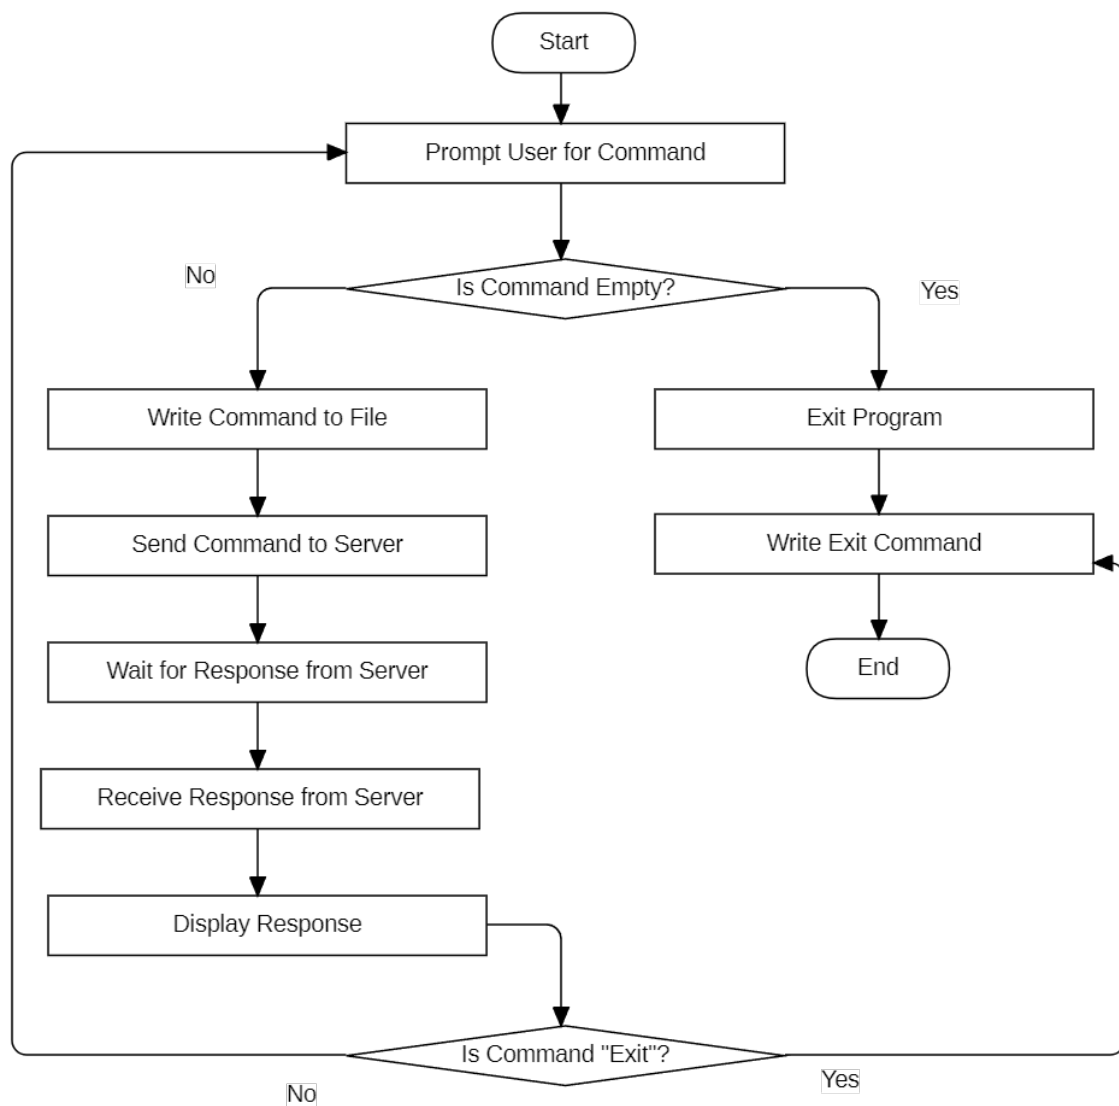 Start
Prompt User for Command
No
Is Command Empty?
Yes
Write Command to File
Exit Program
Send Command to Server
Write Exit Command
Wait for Response from Server
End
Receive Response from Server
Display Response
Is Command "Exit"?
No
Yes